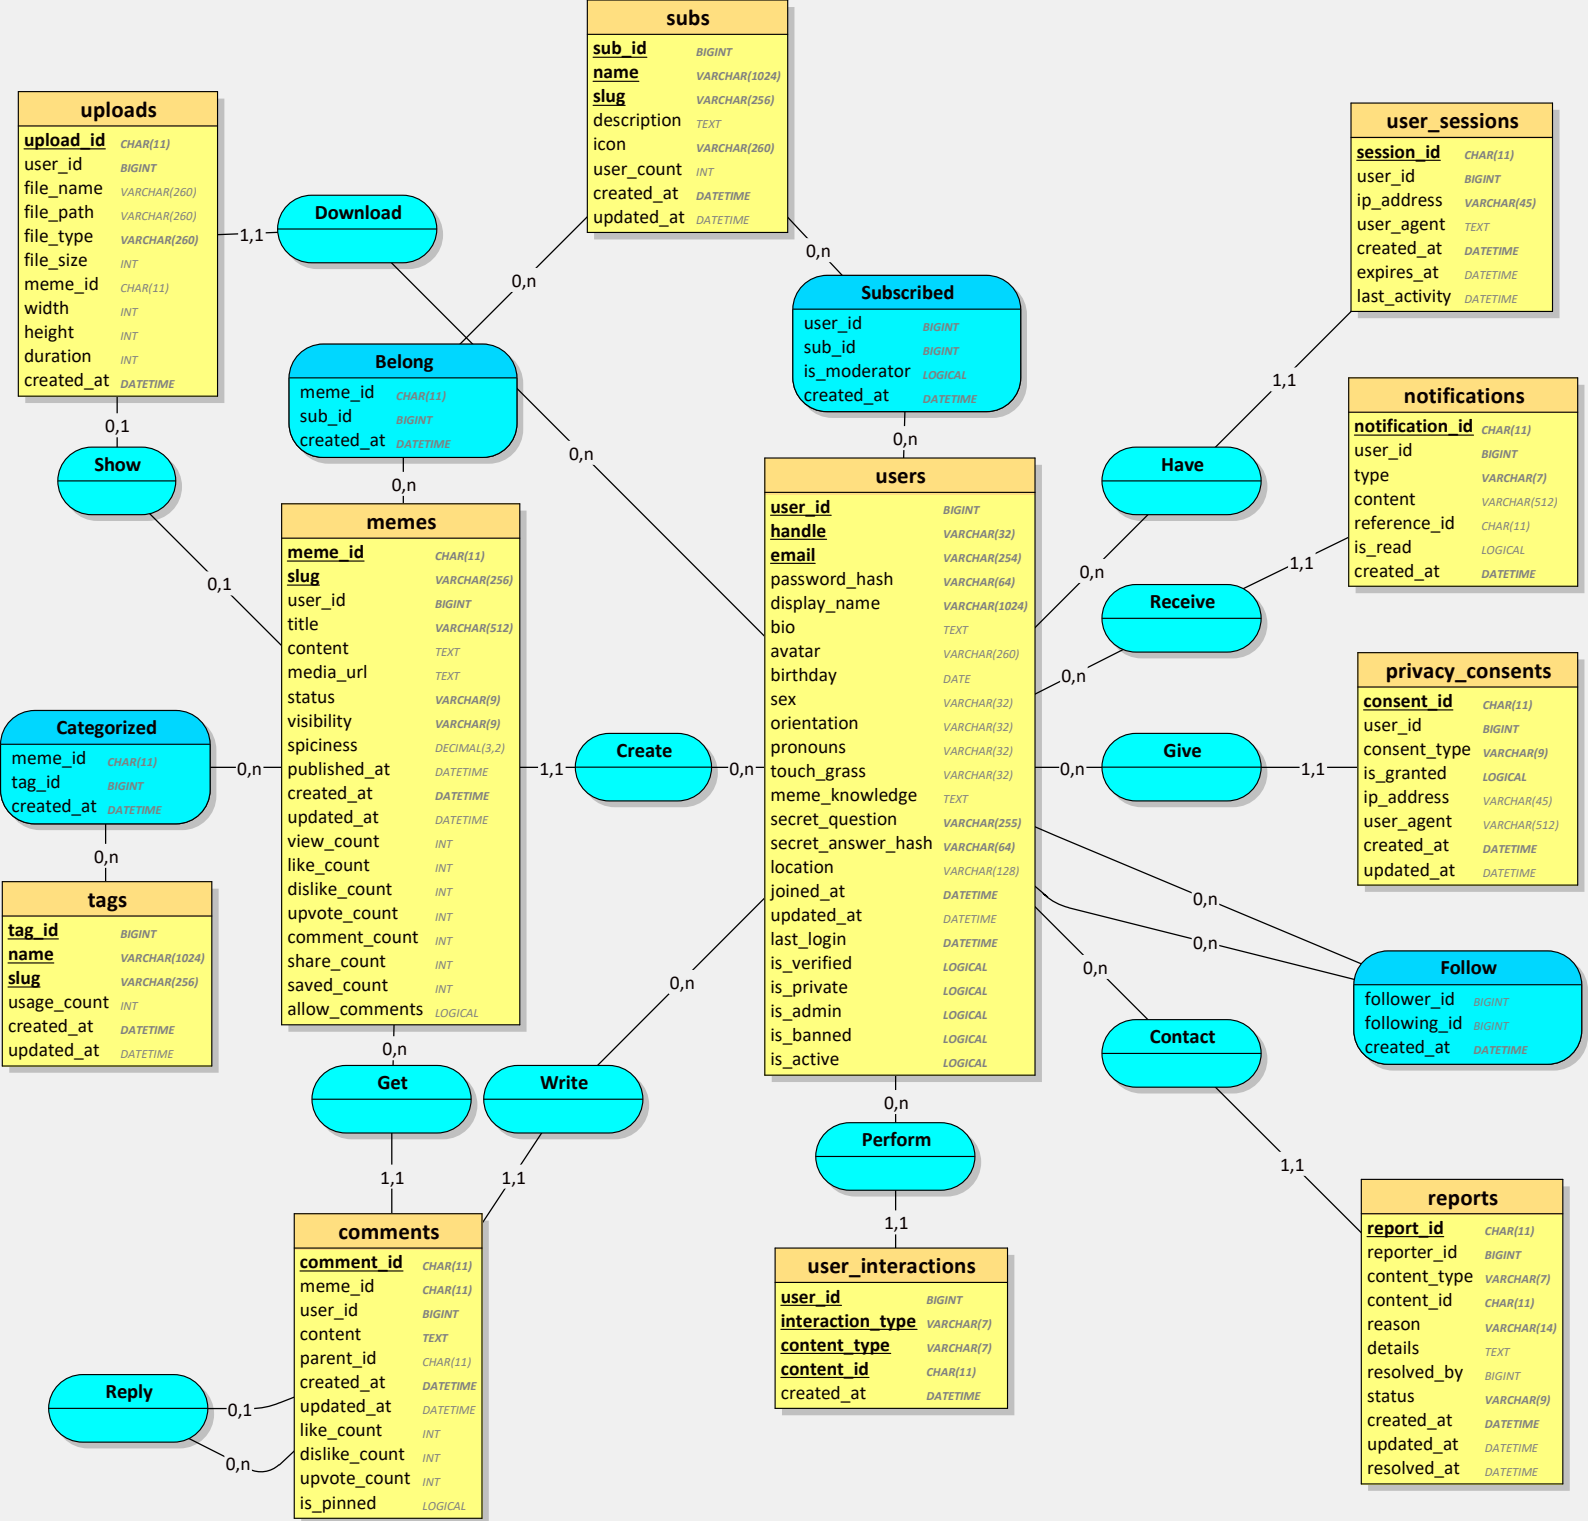 subs
sub_id BIGINT
name VARCHAR(1024)
slug VARCHAR(256)
description TEXT
icon VARCHAR(260)
user_count INT
created_at DATETIME
updated_at DATETIME
uploads
upload_id CHAR(11)
user_id BIGINT
file_name VARCHAR(260)
file_path VARCHAR(260)
file_type VARCHAR(260)
file_size INT
meme_id CHAR(11)
width INT
height INT
duration INT
created_at DATETIME
user_sessions
session_id CHAR(11)
user_id BIGINT
ip_address VARCHAR(45)
user_agent TEXT
created_at DATETIME
expires_at DATETIME
last_activity DATETIME
Download
1,1
0,n
0,n
Subscribed
user_id BIGINT
sub_id BIGINT
is_moderator LOGICAL
created_at DATETIME
Belong
meme_id CHAR(11)
sub_id BIGINT
created_at DATETIME
1,1
notifications
notification_id CHAR(11)
user_id BIGINT
type VARCHAR(7)
content VARCHAR(512)
reference_id CHAR(11)
is_read LOGICAL
created_at DATETIME
0,1
Show
0,n
0,n
0,n
Have
0,1
0,n
1,1
Receive
0,n
memes
meme_id CHAR(11)
slug VARCHAR(256)
user_id BIGINT
title VARCHAR(512)
content TEXT
media_url TEXT
status VARCHAR(9)
visibility VARCHAR(9)
spiciness DECIMAL(3,2)
published_at DATETIME
created_at DATETIME
updated_at DATETIME
view_count INT
like_count INT
dislike_count INT
upvote_count INT
comment_count INT
share_count INT
saved_count INT
allow_comments LOGICAL
users
user_id BIGINT
handle VARCHAR(32)
email VARCHAR(254)
password_hash VARCHAR(64)
display_name VARCHAR(1024)
bio TEXT
avatar VARCHAR(260)
birthday DATE
sex VARCHAR(32)
orientation VARCHAR(32)
pronouns VARCHAR(32)
touch_grass VARCHAR(32)
meme_knowledge TEXT
secret_question VARCHAR(255)
secret_answer_hash VARCHAR(64)
location VARCHAR(128)
joined_at DATETIME
updated_at DATETIME
last_login DATETIME
is_verified LOGICAL
is_private LOGICAL
is_admin LOGICAL
is_banned LOGICAL
is_active LOGICAL
privacy_consents
consent_id CHAR(11)
user_id BIGINT
consent_type VARCHAR(9)
is_granted LOGICAL
ip_address VARCHAR(45)
user_agent VARCHAR(512)
created_at DATETIME
updated_at DATETIME
Categorized
meme_id CHAR(11)
tag_id BIGINT
created_at DATETIME
0,n
1,1
Create
0,n
0,n
Give
1,1
0,n
tags
tag_id BIGINT
name VARCHAR(1024)
slug VARCHAR(256)
usage_count INT
created_at DATETIME
updated_at DATETIME
0,n
0,n
0,n
0,n
Follow
follower_id BIGINT
following_id BIGINT
created_at DATETIME
Contact
0,n
Get
Write
0,n
Perform
1,1
1,1
1,1
1,1
comments
comment_id CHAR(11)
meme_id CHAR(11)
user_id BIGINT
content TEXT
parent_id CHAR(11)
created_at DATETIME
updated_at DATETIME
like_count INT
dislike_count INT
upvote_count INT
is_pinned LOGICAL
user_interactions
user_id BIGINT
interaction_type VARCHAR(7)
content_type VARCHAR(7)
content_id CHAR(11)
created_at DATETIME
reports
report_id CHAR(11)
reporter_id BIGINT
content_type VARCHAR(7)
content_id CHAR(11)
reason VARCHAR(14)
details TEXT
resolved_by BIGINT
status VARCHAR(9)
created_at DATETIME
updated_at DATETIME
resolved_at DATETIME
Reply
0,1
0,n